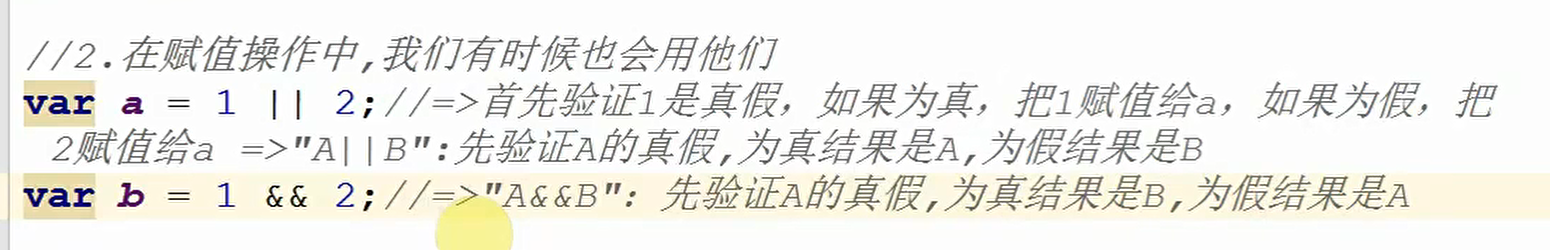 //2.在赋值操作中,我们有时候也会用他们
var a = 1 || 2;//=>首先验证1是真假，如果为真，把1赋值给a，如果为假，把
2赋值给a =>"A||B":先验证A的真假,为真结果是A,为假结果是B
var b = 1 && 2;//=>"A&&B": 先验证A的真假,为真结果是B,为假结果是A